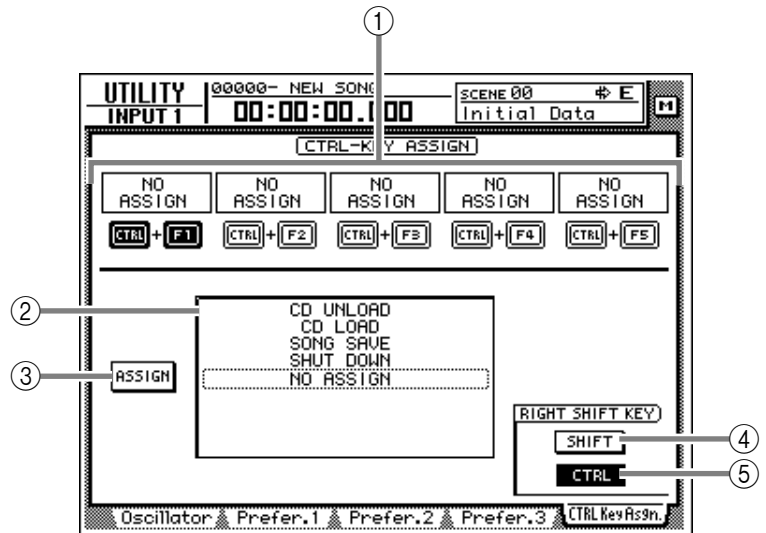 1
UTILITY
INPUT 1
00000- NEW SONG
00:00:00.000
SCENE 00
E
Initial Data
M
CTRL-KEY ASSIGN
NO ASSIGN
NO ASSIGN
NO ASSIGN
NO ASSIGN
NO ASSIGN
CTRL + F1
CTRL + F2
CTRL + F3
CTRL + F4
CTRL + F5
2
CD UNLOAD
CD LOAD
SONG SAVE
SHUT DOWN
NO ASSIGN
3
ASSIGN
RIGHT SHIFT KEY
SHIFT
4
CTRL
5
Oscillator Prefer.1 Prefer.2 Prefer.3 CTRL Key Asgn.